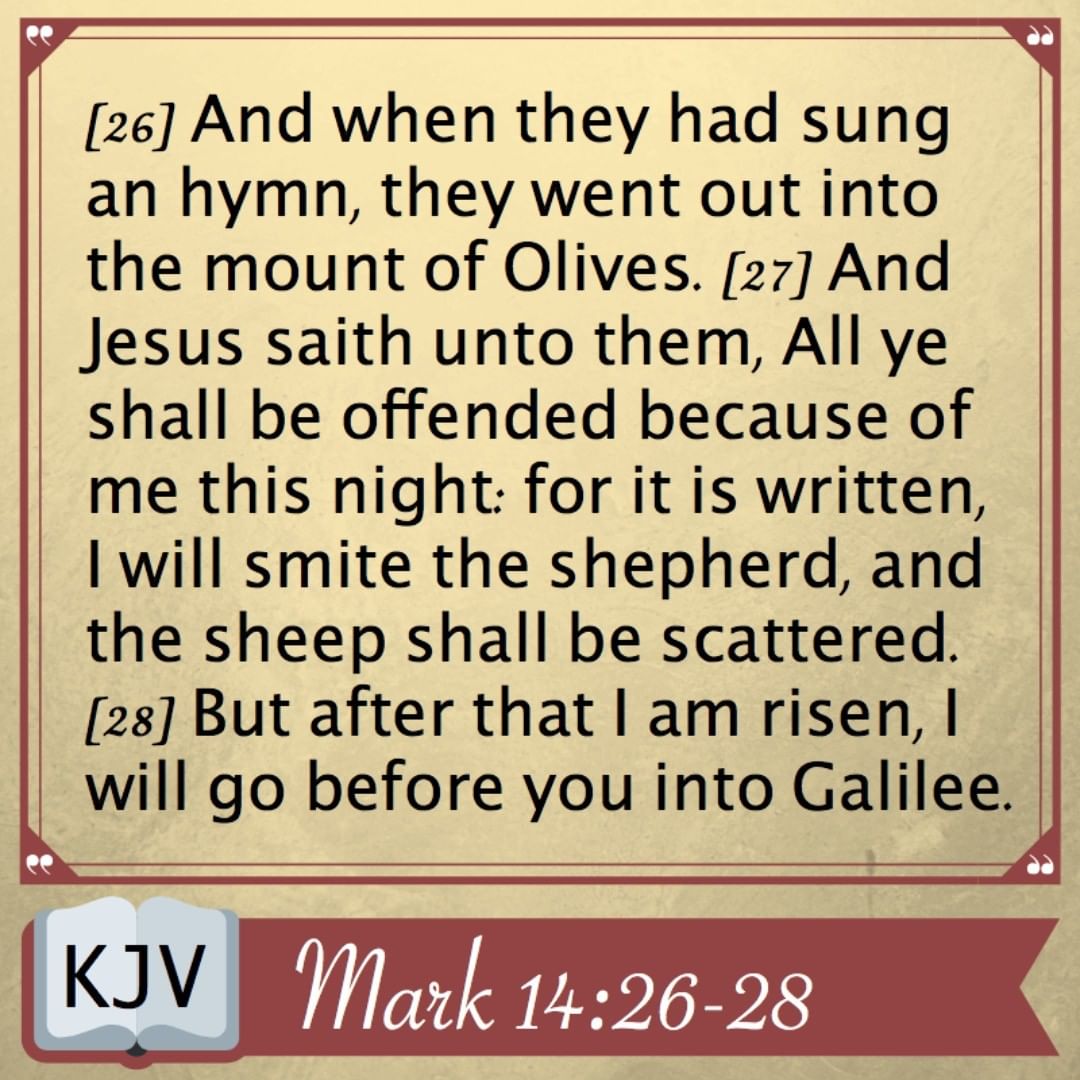 [26] And when they had sung
an hymn, they went out into
the mount of Olives. [27] And
Jesus saith unto them, All ye
shall be offended because of
me this night: for it is written,
I will smite the shepherd, and
the sheep shall be scattered.
[28] But after that I am risen, I
will go before you into Galilee.
KJV
Mark 14:26-28